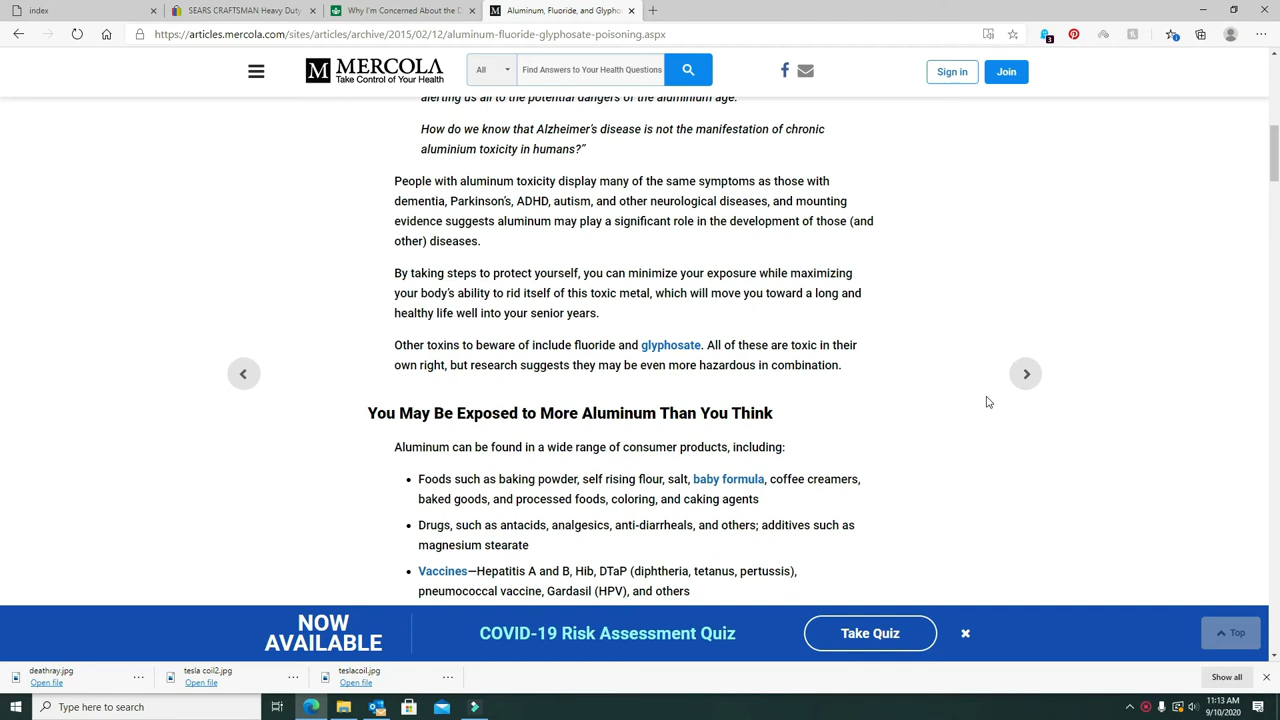 index
SEARS CRAFTSMAN Heavy Duty
Why I'm Concerned About the D
Aluminum, Fluoride, and Glypho
https://articles.mercola.com/sites/articles/archive/2015/02/12/aluminum-fluoride-glyphosate-poisoning.aspx
3
M MERCOLA
Take Control of Your Health
All
Find Answers to Your Health Questions
Sign in
Join
alerting us all to the potential dangers of the aluminium age.
How do we know that Alzheimer's disease is not the manifestation of chronic
aluminium toxicity in humans?"
People with aluminum toxicity display many of the same symptoms as those with
dementia, Parkinson's, ADHD, autism, and other neurological diseases, and mounting
evidence suggests aluminum may play a significant role in the development of those (and
other) diseases.
By taking steps to protect yourself, you can minimize your exposure while maximizing
your body's ability to rid itself of this toxic metal, which will move you toward a long and
healthy life well into your senior years.
Other toxins to beware of include fluoride and glyphosate. All of these are toxic in their
own right, but research suggests they may be even more hazardous in combination.
You May Be Exposed to More Aluminum Than You Think
Aluminum can be found in a wide range of consumer products, including:
• Foods such as baking powder, self rising flour, salt, baby formula, coffee creamers,
baked goods, and processed foods, coloring, and caking agents
• Drugs, such as antacids, analgesics, anti-diarrheals, and others; additives such as
magnesium stearate
• Vaccines—Hepatitis A and B, Hib, DTaP (diphtheria, tetanus, pertussis),
pneumococcal vaccine, Gardasil (HPV), and others
NOW
AVAILABLE
COVID-19 Risk Assessment Quiz
Take Quiz
Top
deathray.jpg
Open file
tesla coil2.jpg
Open file
teslacoil.jpg
Open file
Show all
Type here to search
11:13 AM
9/10/2020